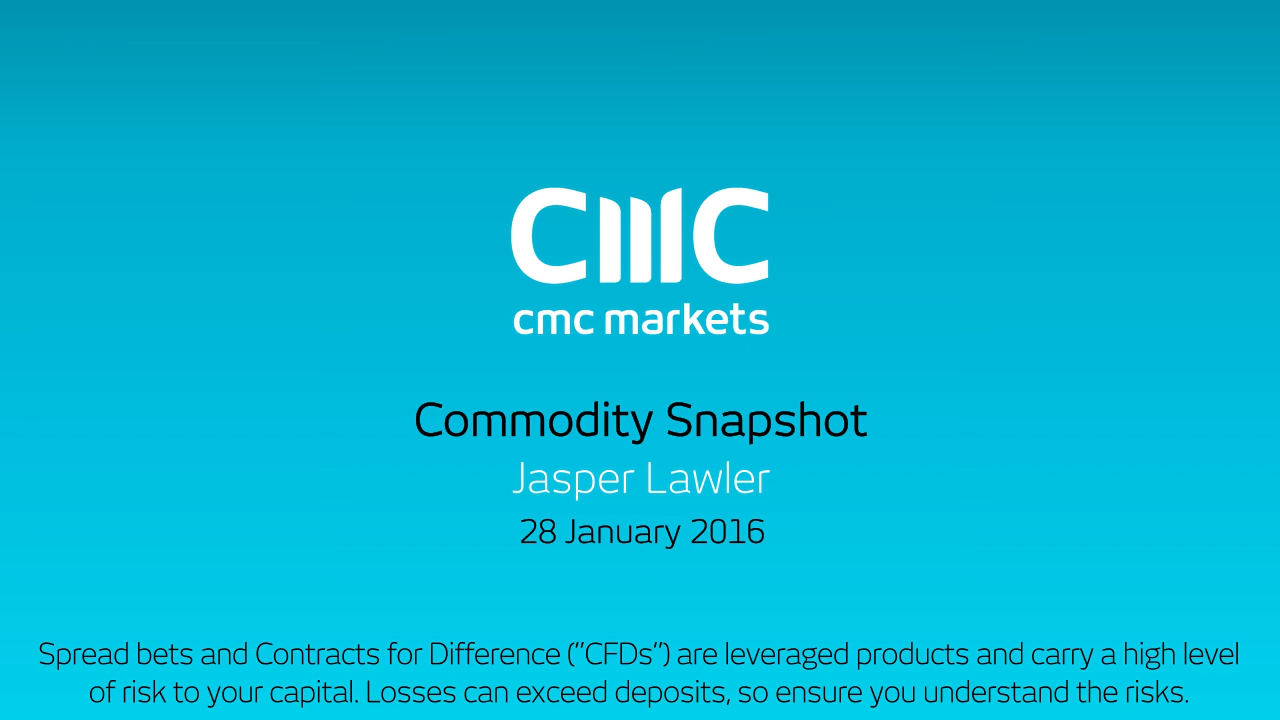 CMC
cmc markets
Commodity Snapshot
Jasper Lawler
28 January 2016
Spread bets and Contracts for Difference (“CFDs”) are leveraged products and carry a high level
of risk to your capital. Losses can exceed deposits, so ensure you understand the risks.